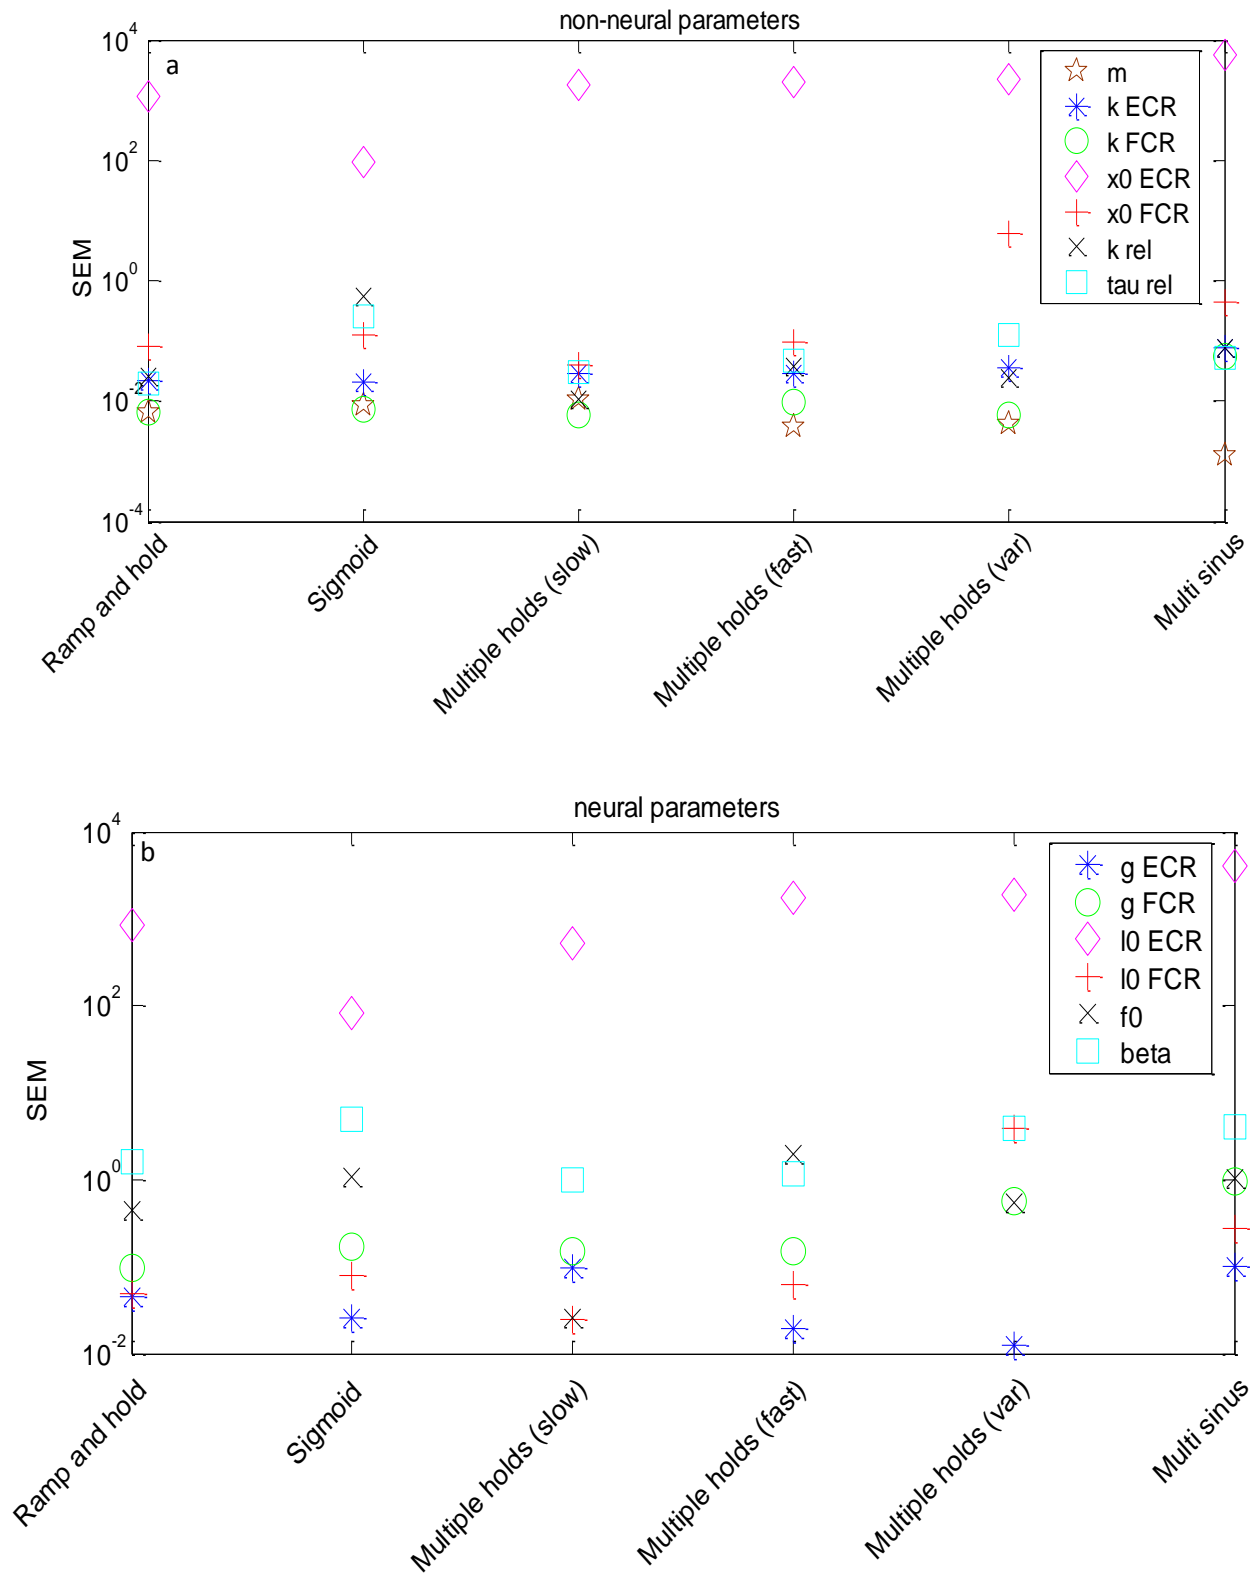 non-neural parameters
a
10^4
10^2
10^0
10^-2
10^-4
SEM
m
k ECR
k FCR
x0 ECR
x0 FCR
k rel
tau rel
Ramp and hold
Sigmoid
Multiple holds (slow)
Multiple holds (fast)
Multiple holds (var)
Multi sinus
neural parameters
b
10^4
10^2
10^0
10^-2
SEM
g ECR
g FCR
l0 ECR
l0 FCR
f0
beta
Ramp and hold
Sigmoid
Multiple holds (slow)
Multiple holds (fast)
Multiple holds (var)
Multi sinus